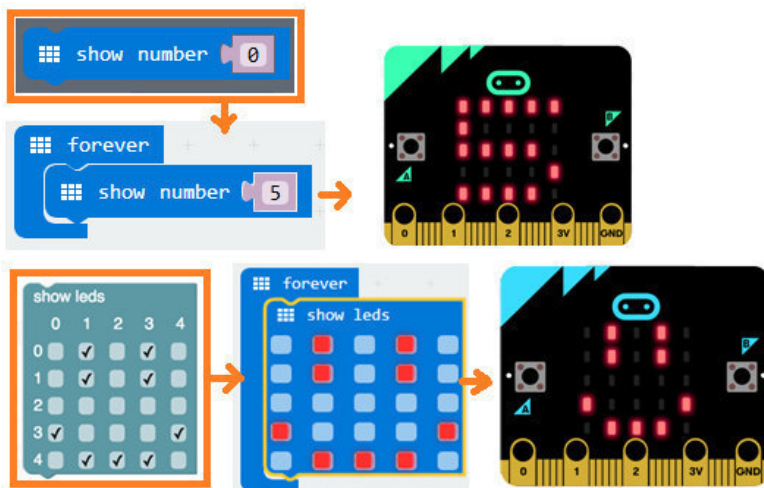 show number 0
forever
show number 5
A
B
0 1 2 3V GND
show leds
0 1 2 3 4
0
1
2
3
4
forever
show leds
A
B
0 1 2 3V GND